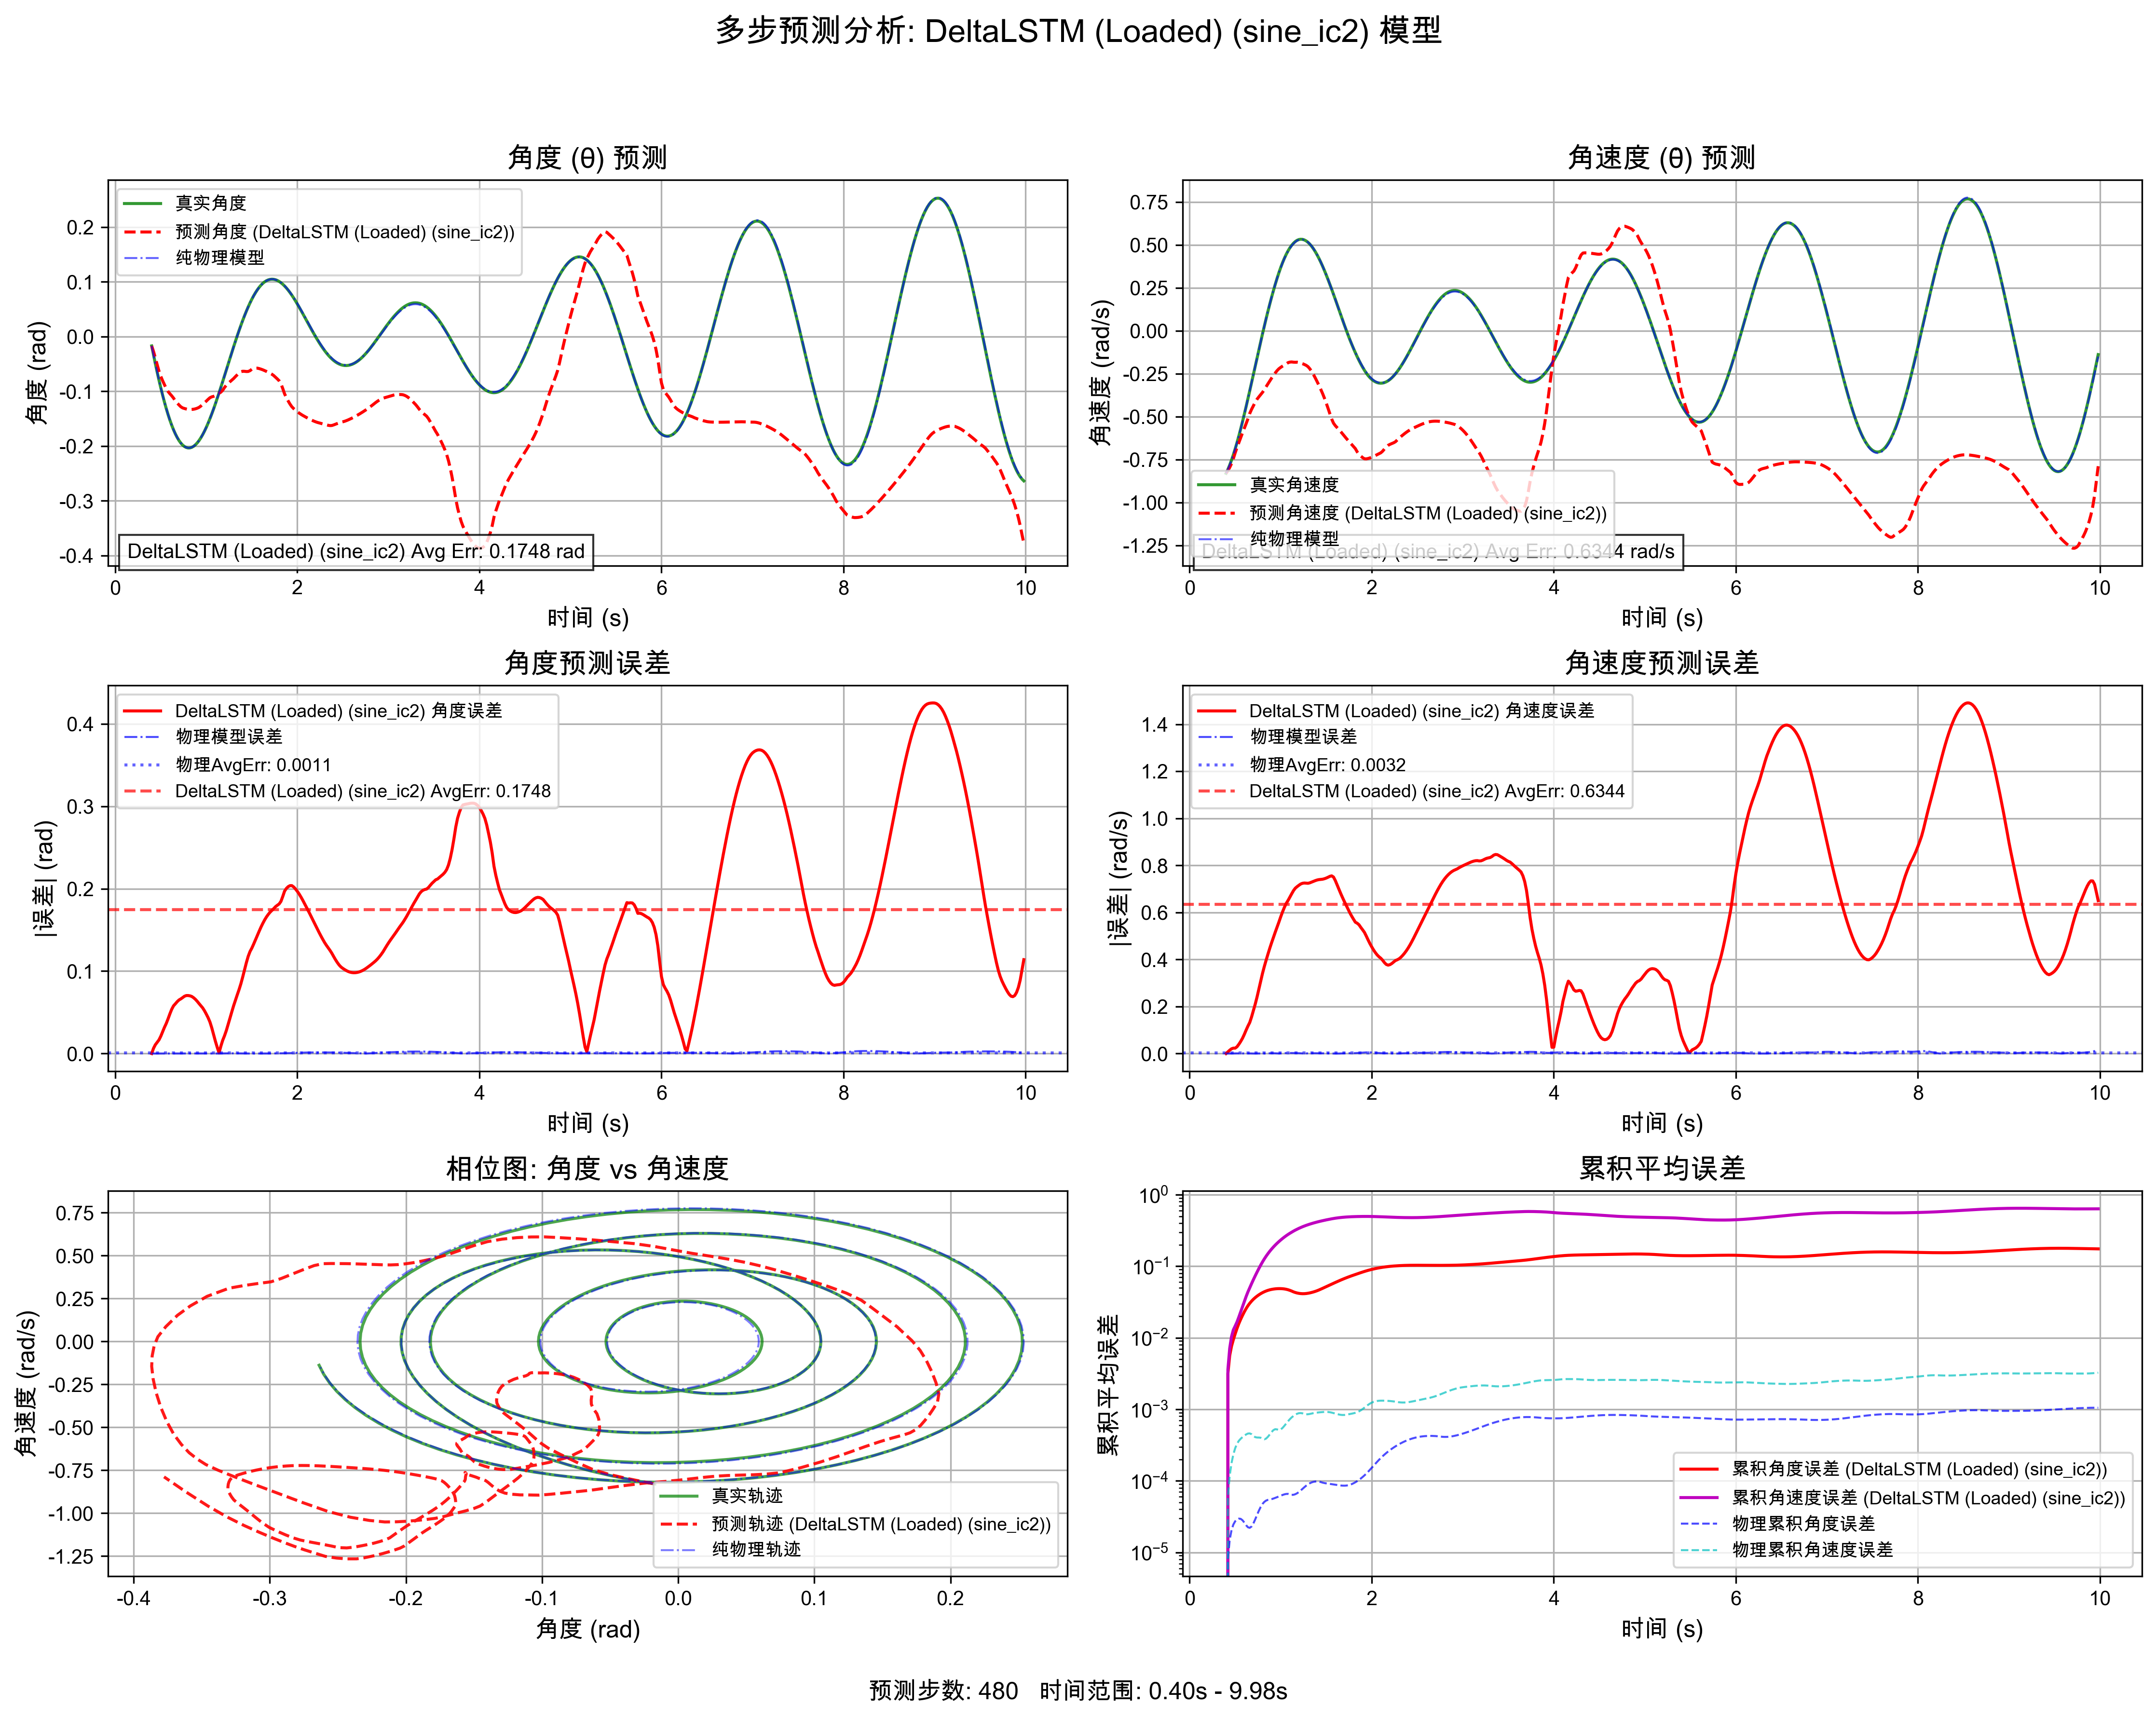 多步预测分析: DeltaLSTM (Loaded) (sine_ic2) 模型
角度 (θ) 预测
角度 (rad)
0.2
0.1
0.0
-0.1
-0.2
-0.3
-0.4
真实角度
预测角度 (DeltaLSTM (Loaded) (sine_ic2))
纯物理模型
DeltaLSTM (Loaded) (sine_ic2) Avg Err: 0.1748 rad
0 2 4 6 8 10
时间 (s)
角速度 (θ) 预测
角速度 (rad/s)
0.75
0.50
0.25
0.00
-0.25
-0.50
-0.75
-1.00
-1.25
真实角速度
预测角速度 (DeltaLSTM (Loaded) (sine_ic2))
纯物理模型
DeltaLSTM (Loaded) (sine_ic2) Avg Err: 0.6344 rad/s
0 2 4 6 8 10
时间 (s)
角度预测误差
|误差| (rad)
0.4
0.3
0.2
0.1
0.0
DeltaLSTM (Loaded) (sine_ic2) 角度误差
物理模型误差
物理AvgErr: 0.0011
DeltaLSTM (Loaded) (sine_ic2) AvgErr: 0.1748
0 2 4 6 8 10
时间 (s)
角速度预测误差
|误差| (rad/s)
1.4
1.2
1.0
0.8
0.6
0.4
0.2
0.0
DeltaLSTM (Loaded) (sine_ic2) 角速度误差
物理模型误差
物理AvgErr: 0.0032
DeltaLSTM (Loaded) (sine_ic2) AvgErr: 0.6344
0 2 4 6 8 10
时间 (s)
相位图: 角度 vs 角速度
角速度 (rad/s)
0.75
0.50
0.25
0.00
-0.25
-0.50
-0.75
-1.00
-1.25
真实轨迹
预测轨迹 (DeltaLSTM (Loaded) (sine_ic2))
纯物理轨迹
-0.4 -0.3 -0.2 -0.1 0.0 0.1 0.2
角度 (rad)
累积平均误差
累积平均误差
10⁰
10⁻¹
10⁻²
10⁻³
10⁻⁴
10⁻⁵
累积角度误差 (DeltaLSTM (Loaded) (sine_ic2))
累积角速度误差 (DeltaLSTM (Loaded) (sine_ic2))
物理累积角度误差
物理累积角速度误差
0 2 4 6 8 10
时间 (s)
预测步数: 480 时间范围: 0.40s - 9.98s